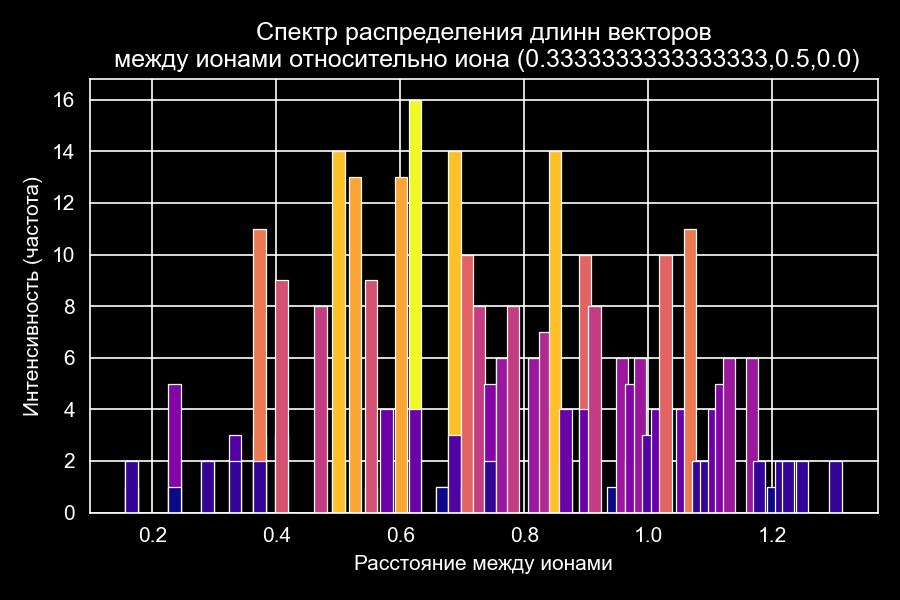 Спектр распределения длинн векторов
между ионами относительно иона (0.3333333333333333,0.5,0.0)
Интенсивность (частота)
16
14
12
10
8
6
4
2
0
0.2 0.4 0.6 0.8 1.0 1.2
Расстояние между ионами